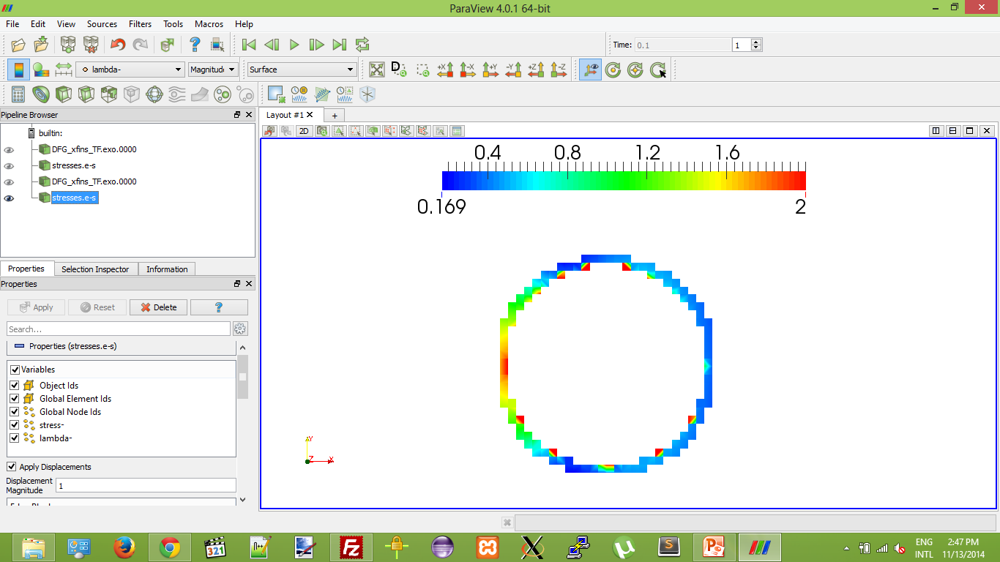 ParaView 4.0.1 64-bit
File Edit View Sources Filters Tools Macros Help
Time: 0.1 1
lambda- Magnitude Surface
D +X -X +Y -Y +Z -Z
Pipeline Browser
Layout #1
builtin:
2D
DFG_xfins_TF.exo.0000
stresses.e-s
DFG_xfins_TF.exo.0000
stresses.e-s
0.4 0.8 1.2 1.6
0.169 2
Properties Selection Inspector Information
Properties
Apply Reset Delete ?
Search...
Properties (stresses.e-s)
Variables
Object Ids
Global Element Ids
Global Node Ids
stress-
lambda-
Y
Z X
Apply Displacements
Displacement
Magnitude 1
321 N++ Fz X µ S P
ENG 2:47 PM
INTL 11/13/2014